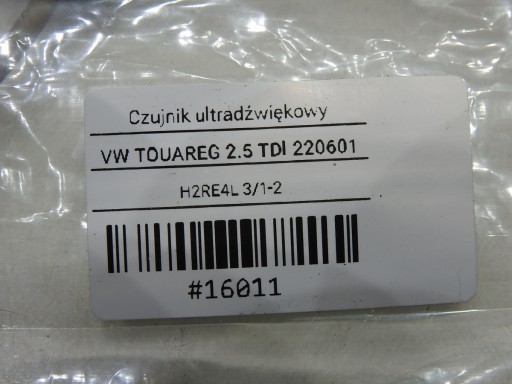 Czujnik ultradźwiękowy
VW TOUAREG 2.5 TDI 220601
H2RE4L 3/1-2
#16011